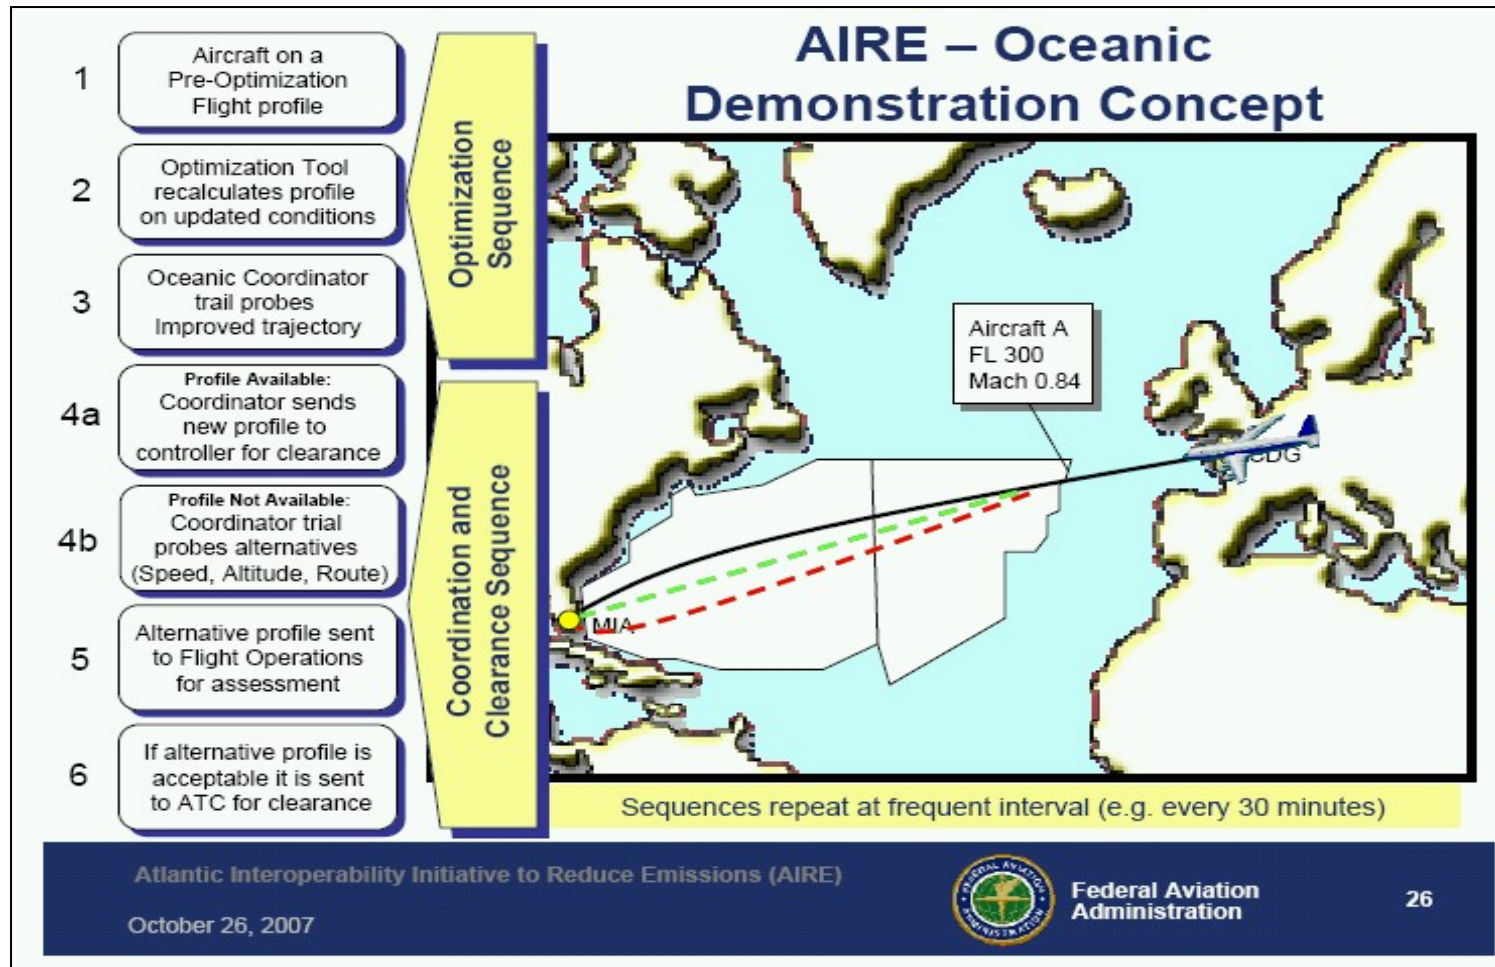 AIRE – Oceanic
Demonstration Concept
1
Aircraft on a
Pre-Optimization
Flight profile
2
Optimization Tool
recalculates profile
on updated conditions
3
Oceanic Coordinator
trail probes
Improved trajectory
4a
Profile Available:
Coordinator sends
new profile to
controller for clearance
4b
Profile Not Available:
Coordinator trial
probes alternatives
(Speed, Altitude, Route)
5
Alternative profile sent
to Flight Operations
for assessment
6
If alternative profile is
acceptable it is sent
to ATC for clearance
Optimization
Sequence
Coordination and
Clearance Sequence
Aircraft A
FL 300
Mach 0.84
CDG
MIA
Sequences repeat at frequent interval (e.g. every 30 minutes)
Atlantic Interoperability Initiative to Reduce Emissions (AIRE)
October 26, 2007
FEDERAL AVIATION
ADMINISTRATION
Federal Aviation
Administration
26